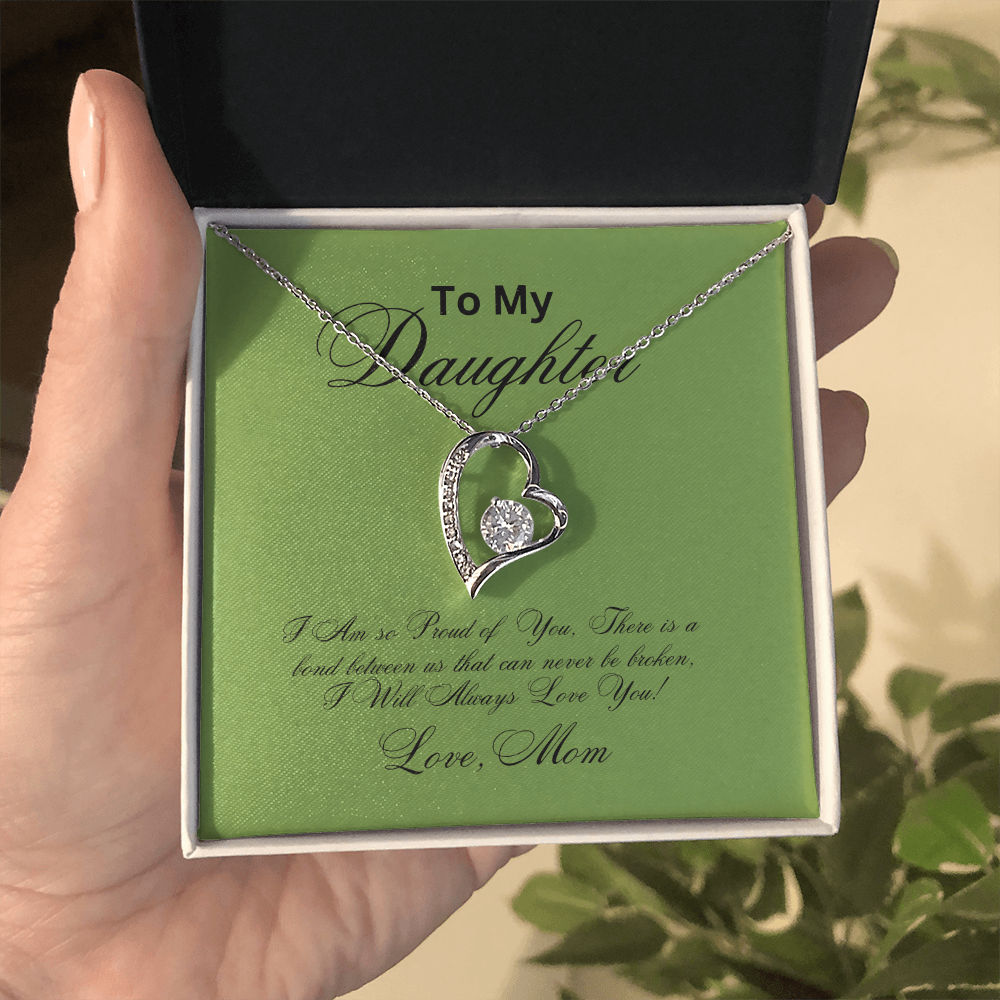 To My
Daughter
I Am so Proud of You, There is a
bond between us that can never be broken,
I Will Always Love You!
Love, Mom